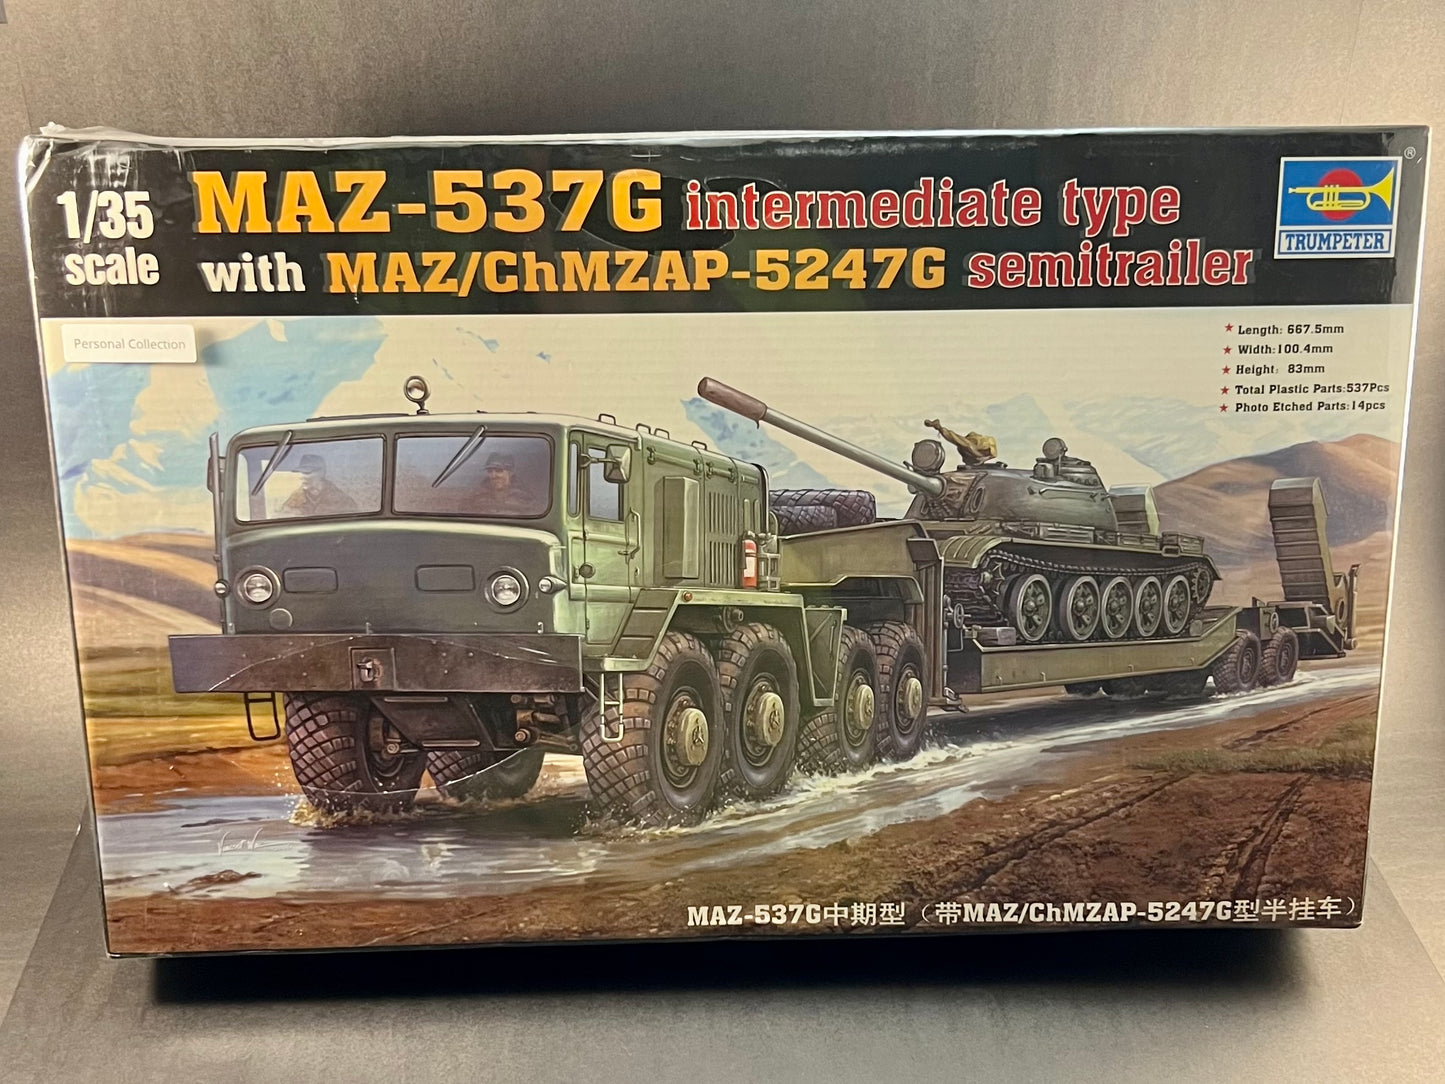 1/35
scale
MAZ-537G intermediate type
with MAZ/ChMZAP-5247G semitrailer
®
TRUMPETER
Personal Collection
★ Length: 667.5mm
★ Width:100.4mm
★ Height: 83mm
★ Total Plastic Parts:537Pcs
★ Photo Etched Parts:14pcs
MAZ-537G中期型（带MAZ/ChMZAP-5247G型半挂车）